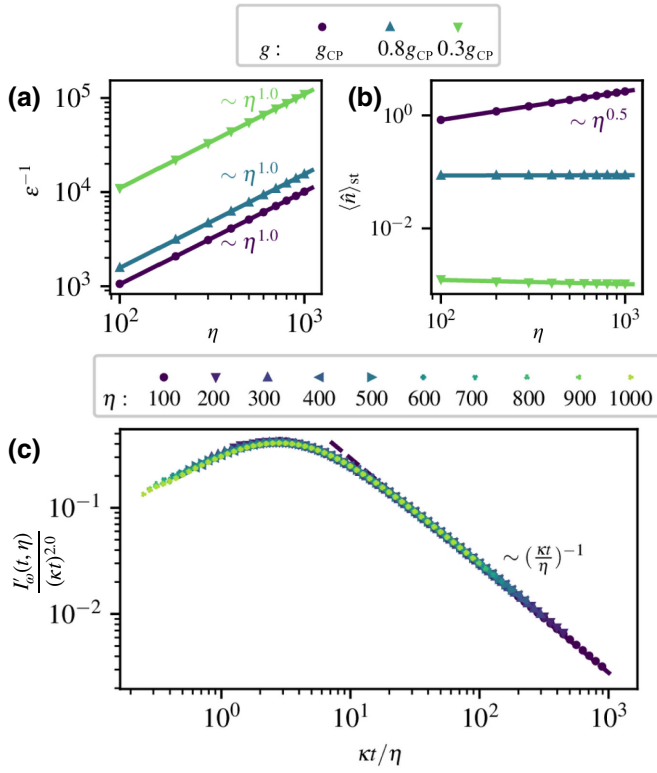 g : g_CP 0.8g_CP 0.3g_CP
(a)
(b)
10^5
10^4
10^3
ε^{-1}
∼ η^{1.0}
∼ η^{1.0}
∼ η^{1.0}
10^2 10^3
η
10^0
10^{-2}
⟨n̂⟩_st
∼ η^{0.5}
10^2 10^3
η
η : 100 200 300 400 500 600 700 800 900 1000
(c)
10^{-1}
10^{-2}
I'_ω(t, η)
(κt)^{2.0}
∼ (κt/η)^{-1}
10^0 10^1 10^2 10^3
κt/η